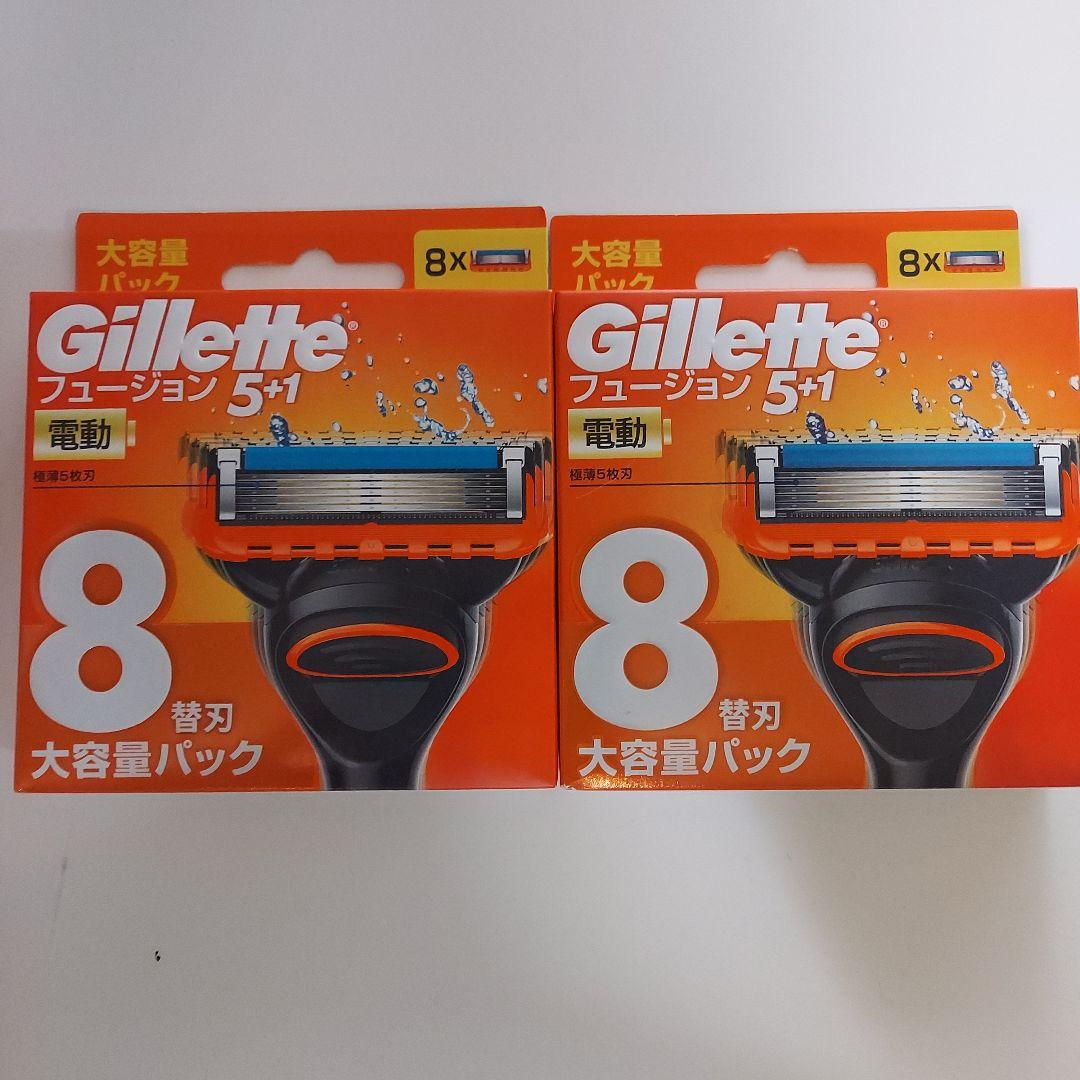 大容量
パック
8x
Gillette®
フュージョン 5+1
電動
極薄5枚刃
8
替刃
大容量パック
大容量
パック
8x
Gillette®
フュージョン 5+1
電動
極薄5枚刃
8
替刃
大容量パック